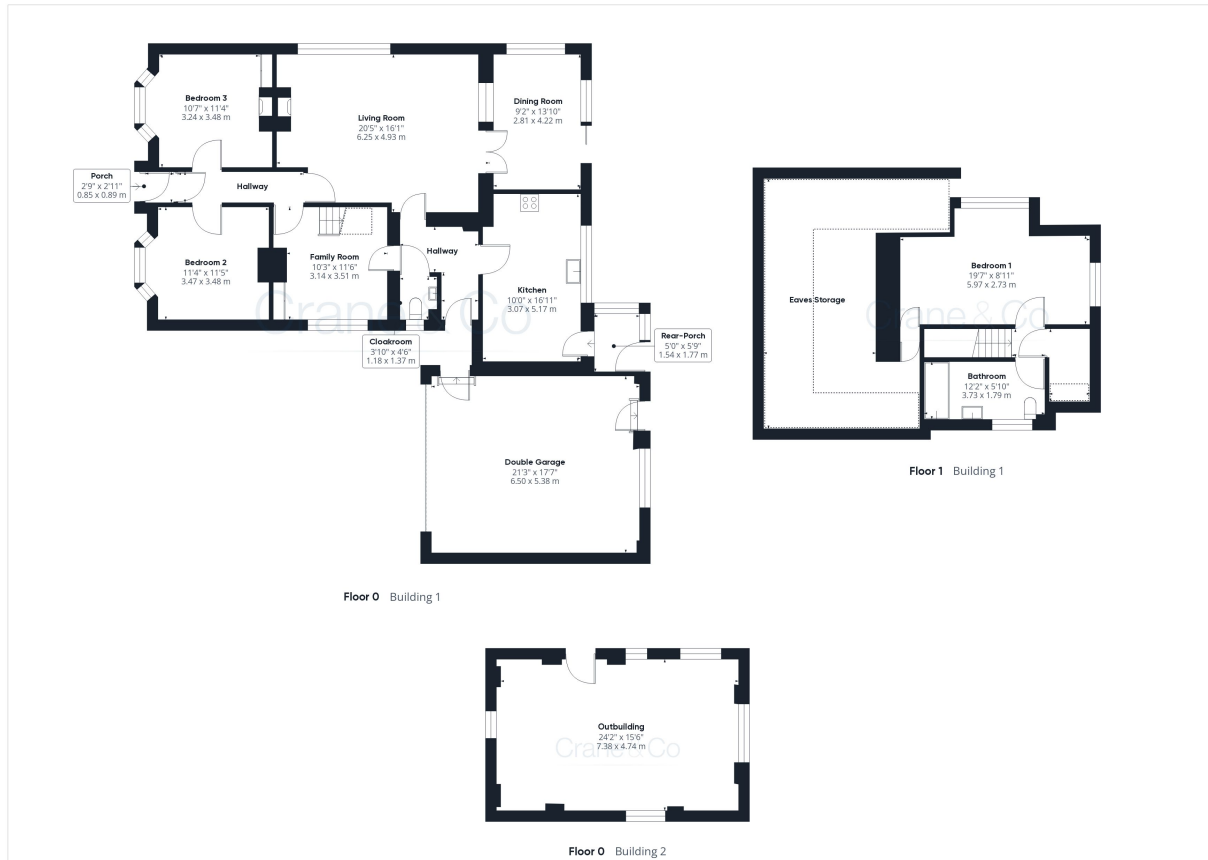 Bedroom 3
10'7" x 11'4"
3.24 x 3.48 m
Living Room
20'5" x 16'1"
6.25 x 4.93 m
Dining Room
9'2" x 13'10"
2.81 x 4.22 m
Porch
2'9" x 2'11"
0.85 x 0.89 m
Hallway
Bedroom 2
11'4" x 11'5"
3.47 x 3.48 m
Family Room
10'3" x 11'6"
3.14 x 3.51 m
Hallway
Kitchen
10'0" x 16'11"
3.07 x 5.17 m
Crane & Co
Cloakroom
3'10" x 4'6"
1.18 x 1.37 m
Rear-Porch
5'0" x 5'9"
1.54 x 1.77 m
Double Garage
21'3" x 17'7"
6.50 x 5.38 m
Floor 0 Building 1
Bedroom 1
19'7" x 8'11"
5.97 x 2.73 m
Eaves Storage
Crane & Co
Bathroom
12'2" x 5'10"
3.73 x 1.79 m
Floor 1 Building 1
Outbuilding
24'2" x 15'6"
7.38 x 4.74 m
Crane & Co
Floor 0 Building 2